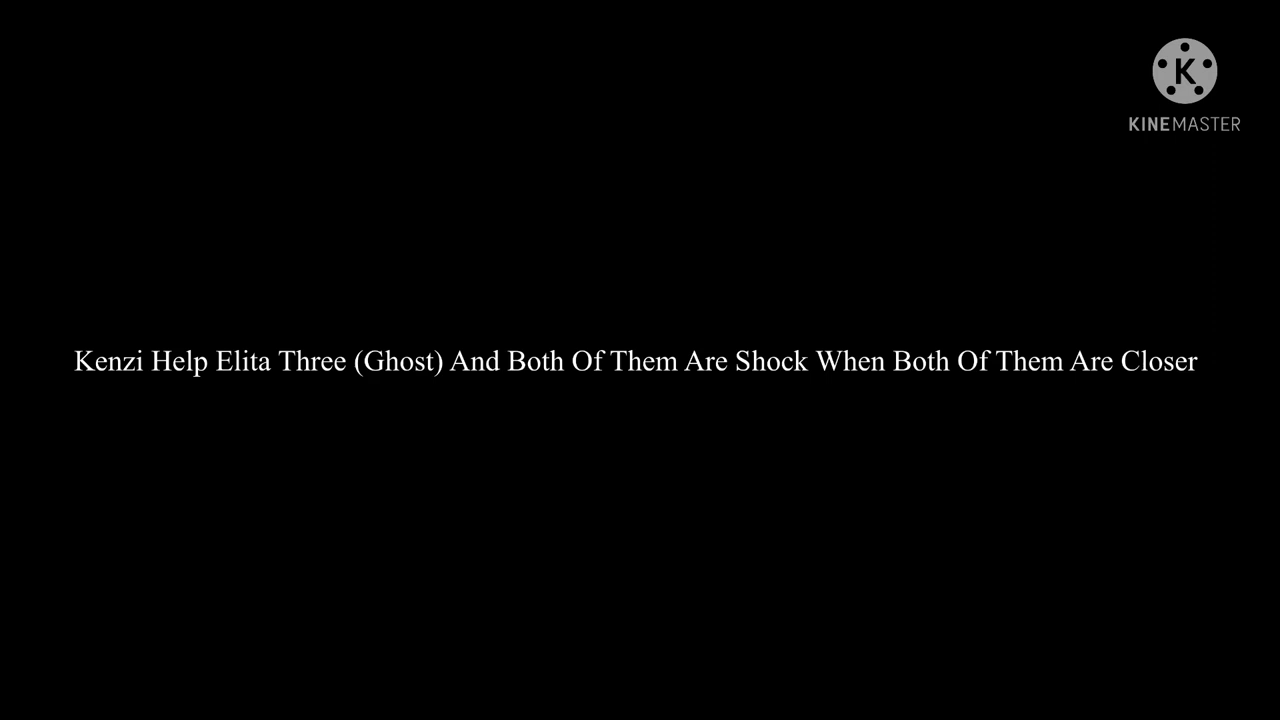 K
KINEMASTER
Kenzi Help Elita Three (Ghost) And Both Of Them Are Shock When Both Of Them Are Closer